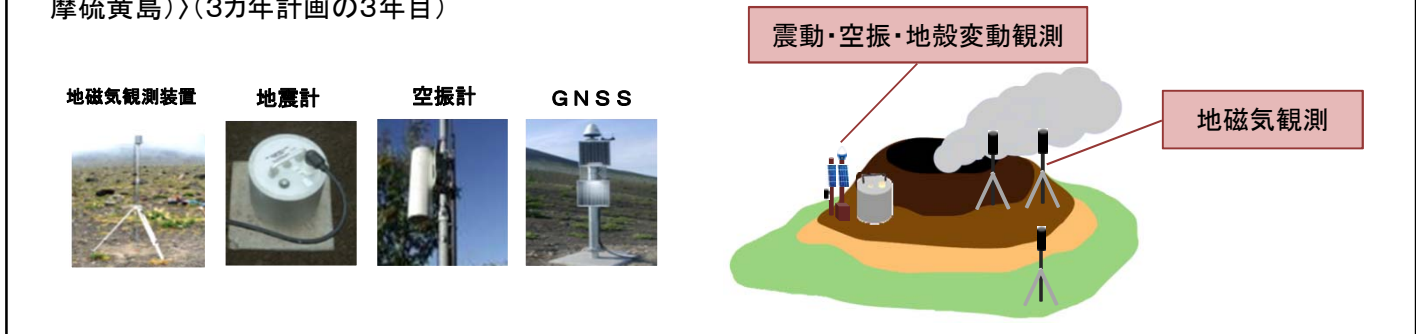 摩硫黄島)〉(3カ年計画の3年目)
地磁気観測装置
地震計
空振計
GNSS
震動・空振・地殻変動観測
地磁気観測